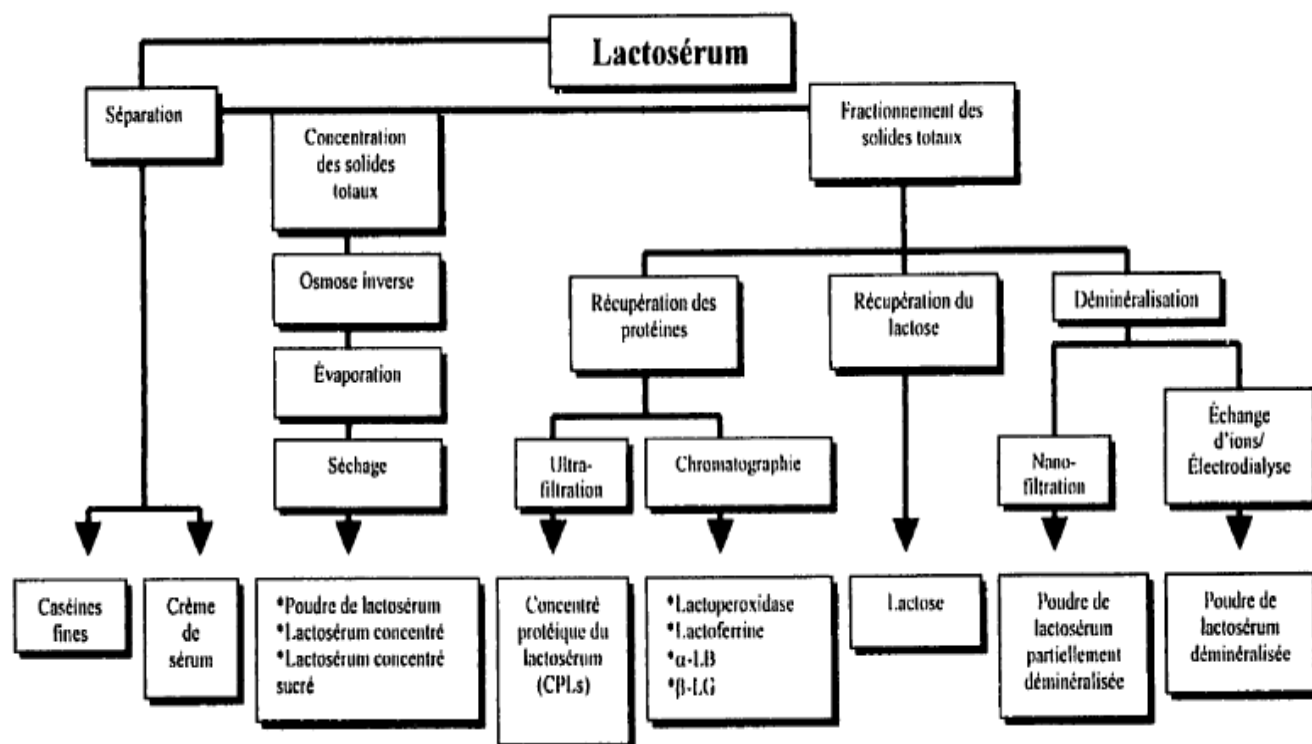 Lactosérum
Séparation
Concentration
des solides
totaux
Fractionnement des
solides totaux
Osmose inverse
Évaporation
Séchage
Récupération des
protéines
Récupération du
lactose
Déminéralisation
Ultra-
filtration
Chromatographie
Nano-
filtration
Échange
d'ions/
Électrodialyse
Caséines
fines
Crème
de
sérum
*Poudre de lactosérum
*Lactosérum concentré
*Lactosérum concentré
sucré
Concentré
protéique du
lactosérum
(CPLs)
*Lactoperoxidase
*Lactoferrine
*α-LB
*β-LG
Lactose
Poudre de
lactosérum
partiellement
déminéralisée
Poudre de
lactosérum
déminéralisée